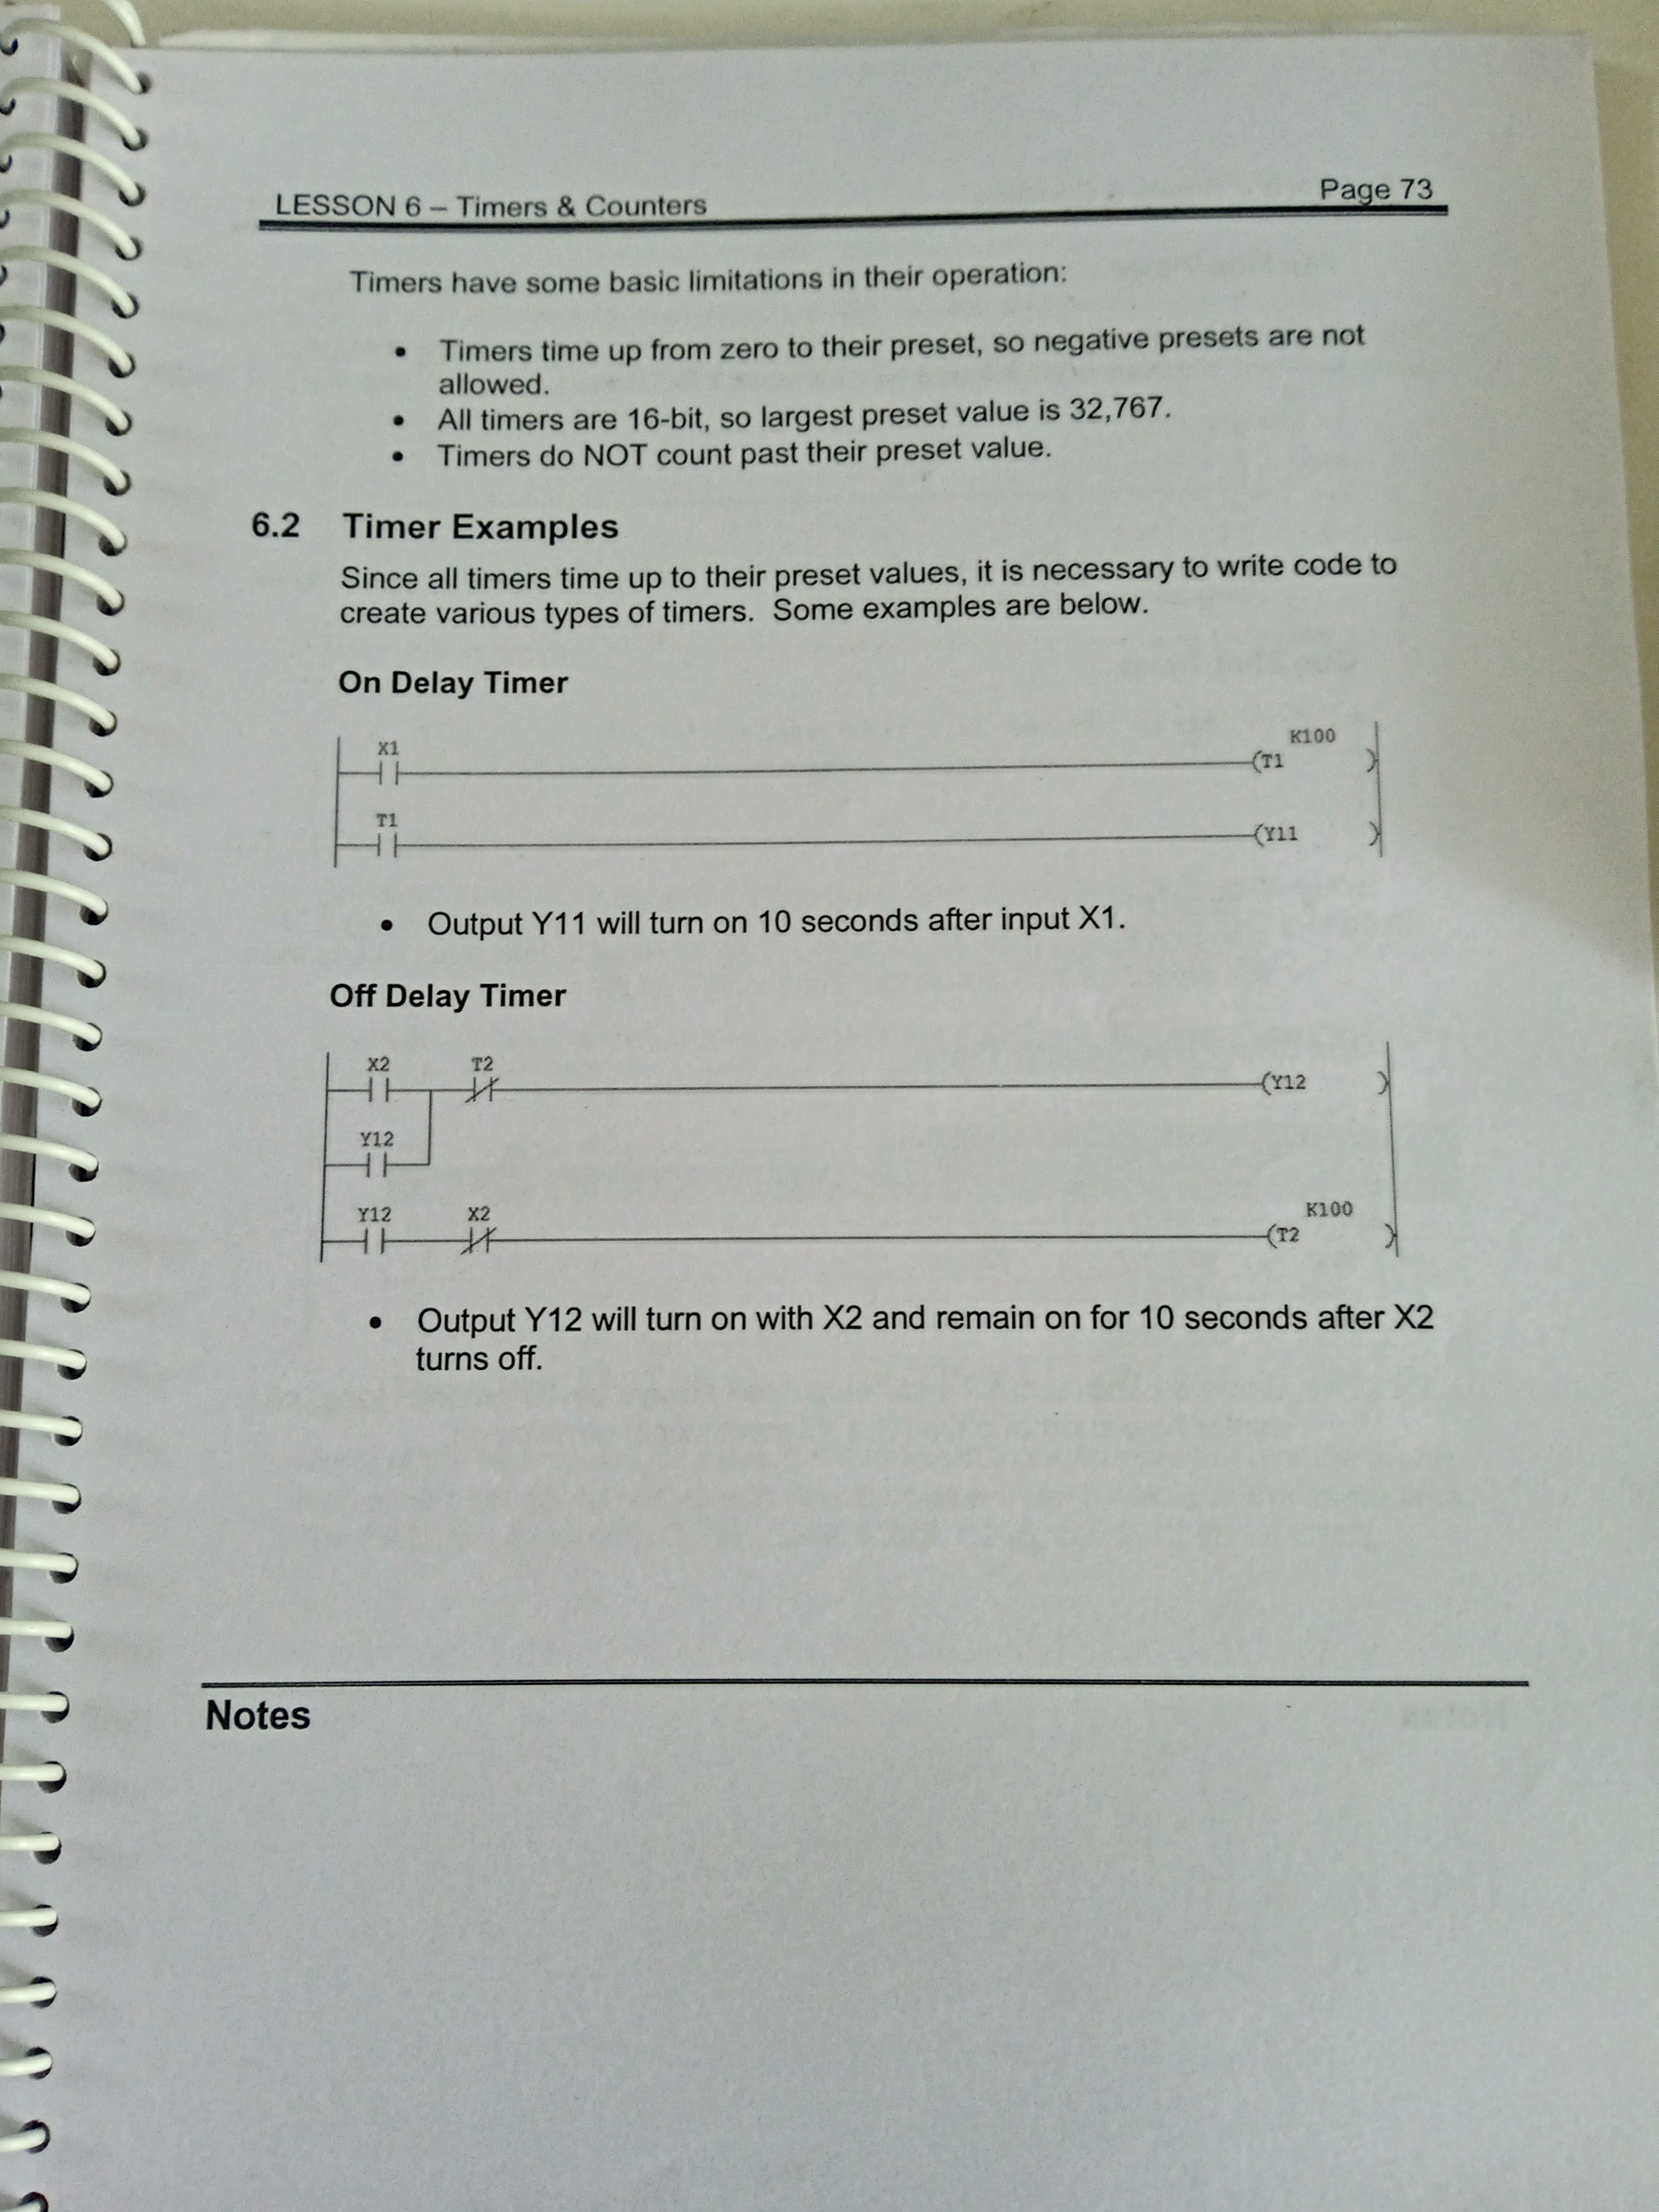 LESSON 6 – Timers & Counters Page 73
Timers have some basic limitations in their operation:
• Timers time up from zero to their preset, so negative presets are not
allowed.
• All timers are 16-bit, so largest preset value is 32,767.
• Timers do NOT count past their preset value.
6.2 Timer Examples
Since all timers time up to their preset values, it is necessary to write code to
create various types of timers. Some examples are below.
On Delay Timer
X1 K100
(T1 )
T1
(Y11 )
• Output Y11 will turn on 10 seconds after input X1.
Off Delay Timer
X2 T2
(Y12 )
Y12
Y12 X2 K100
(T2 )
• Output Y12 will turn on with X2 and remain on for 10 seconds after X2
turns off.
Notes